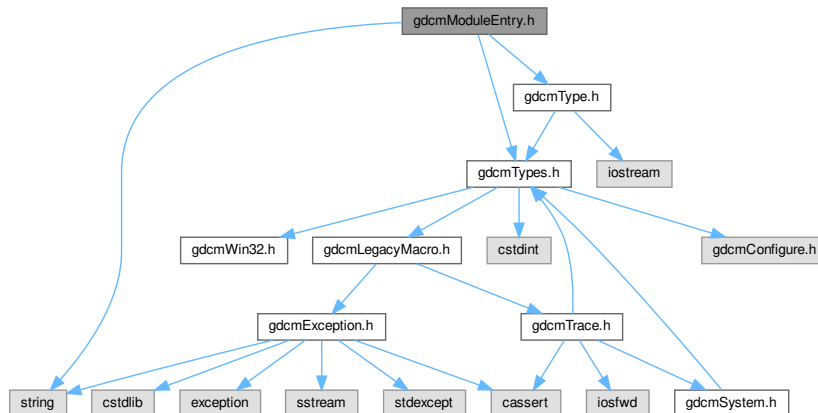 gdcmModuleEntry.h
gdcmType.h
gdcmTypes.h
iostream
gdcmWin32.h
gdcmLegacyMacro.h
cstdint
gdcmConfigure.h
gdcmException.h
gdcmTrace.h
string
cstdlib
exception
sstream
stdexcept
cassert
iosfwd
gdcmSystem.h